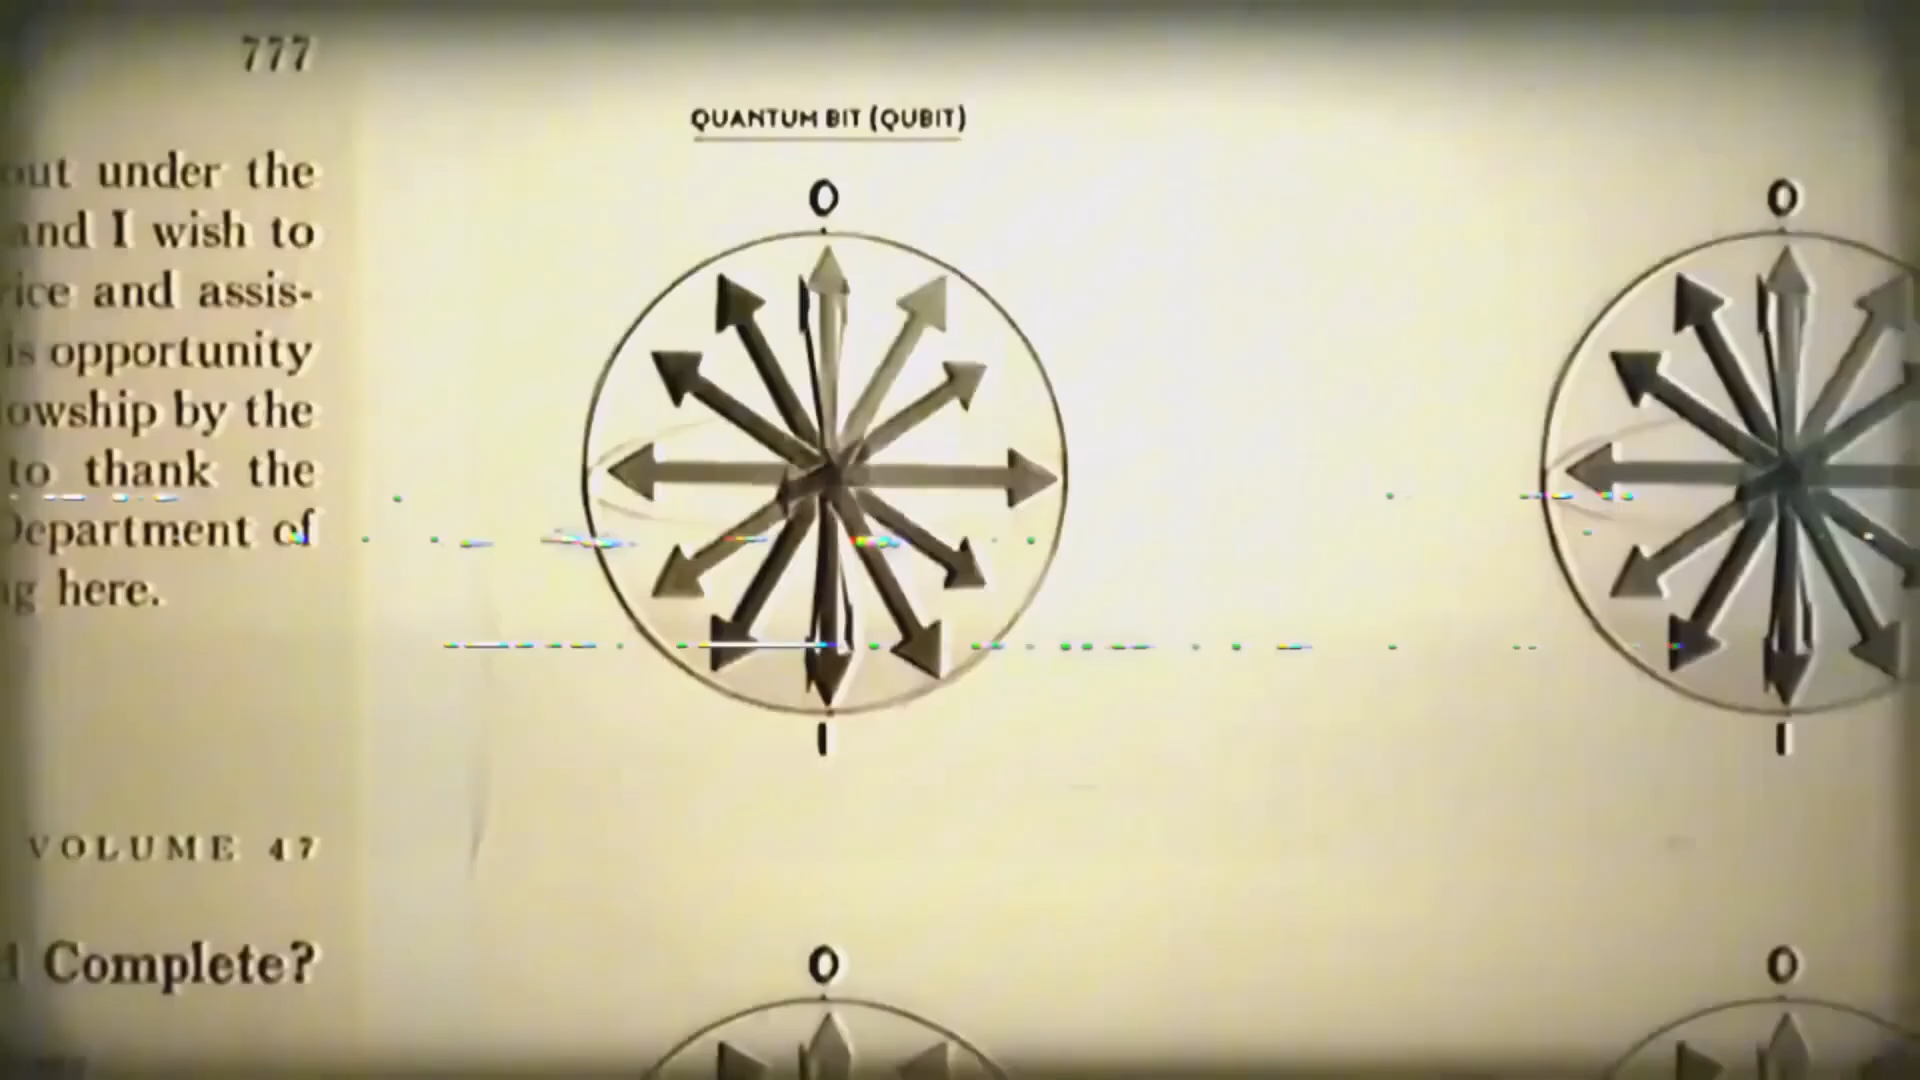 777
out under the
and I wish to
ice and assis-
is opportunity
owship by the
to thank the
Department of
g here.
VOLUME 47
Complete?
QUANTUM BIT (QUBIT)
0
1
0
1
0
0